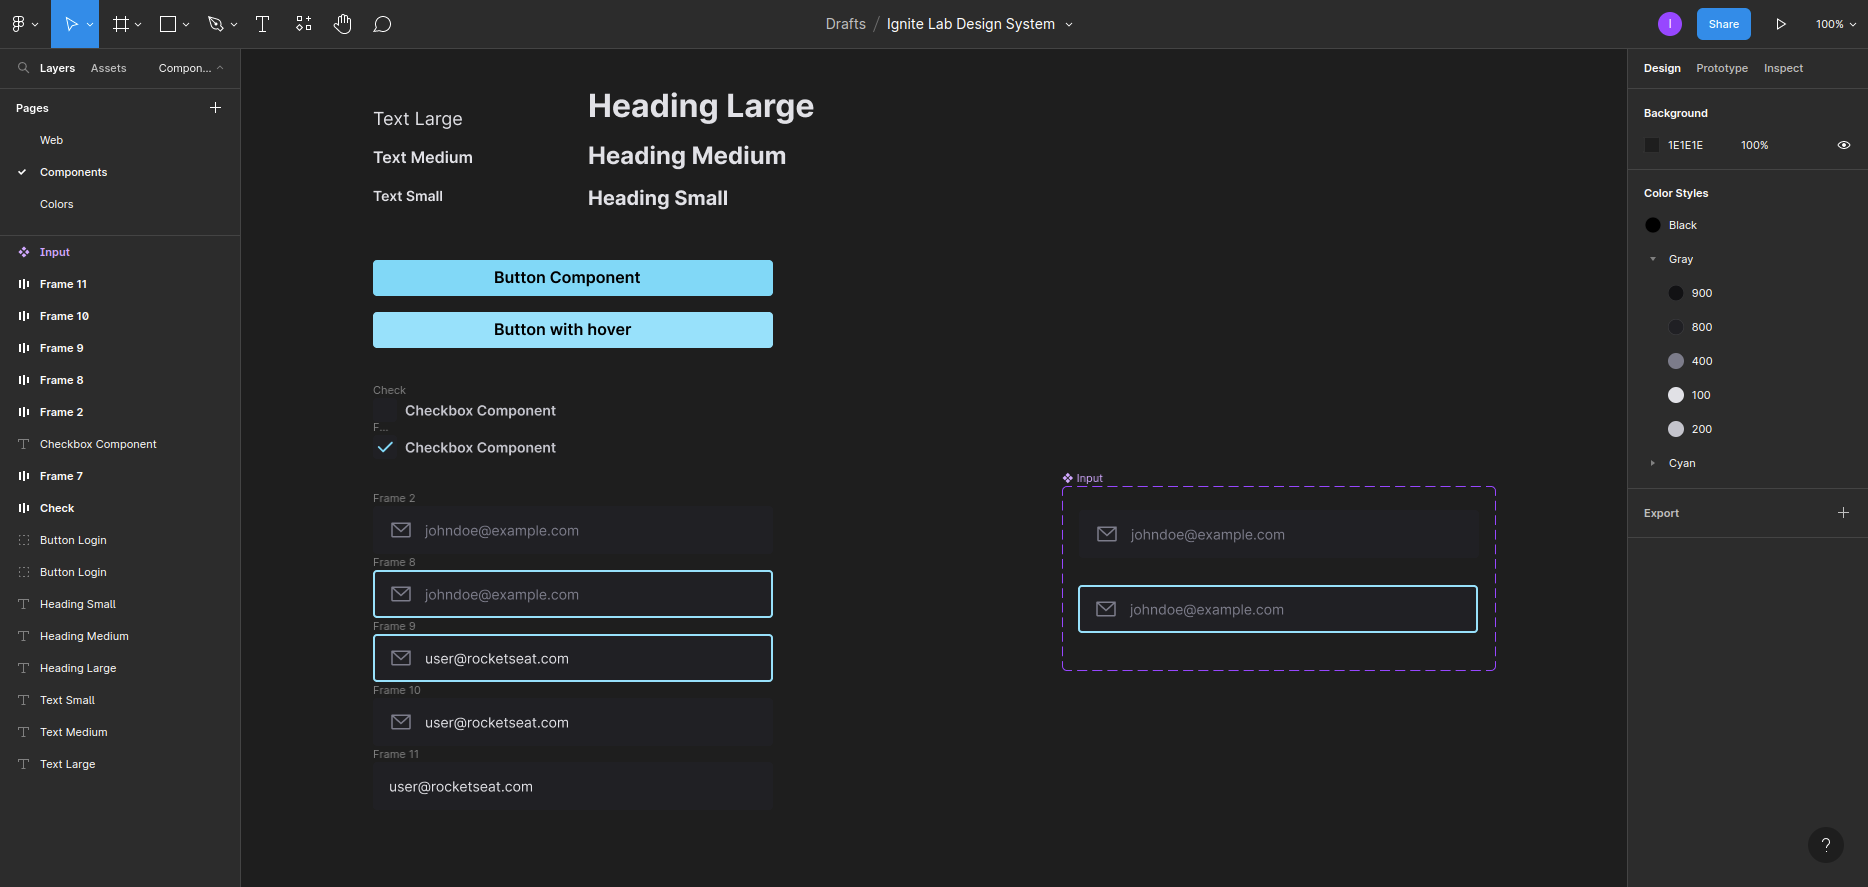 Drafts / Ignite Lab Design System
I
Share
100%
Layers
Assets
Compon...
Pages
Web
Components
Colors
Input
Frame 11
Frame 10
Frame 9
Frame 8
Frame 2
Checkbox Component
Frame 7
Check
Button Login
Button Login
Heading Small
Heading Medium
Heading Large
Text Small
Text Medium
Text Large
Text Large
Text Medium
Text Small
Heading Large
Heading Medium
Heading Small
Button Component
Button with hover
Check
Checkbox Component
F...
Checkbox Component
Frame 2
johndoe@example.com
Frame 8
johndoe@example.com
Frame 9
user@rocketseat.com
Frame 10
user@rocketseat.com
Frame 11
user@rocketseat.com
Input
johndoe@example.com
johndoe@example.com
Design
Prototype
Inspect
Background
1E1E1E
100%
Color Styles
Black
Gray
900
800
400
100
200
Cyan
Export
?